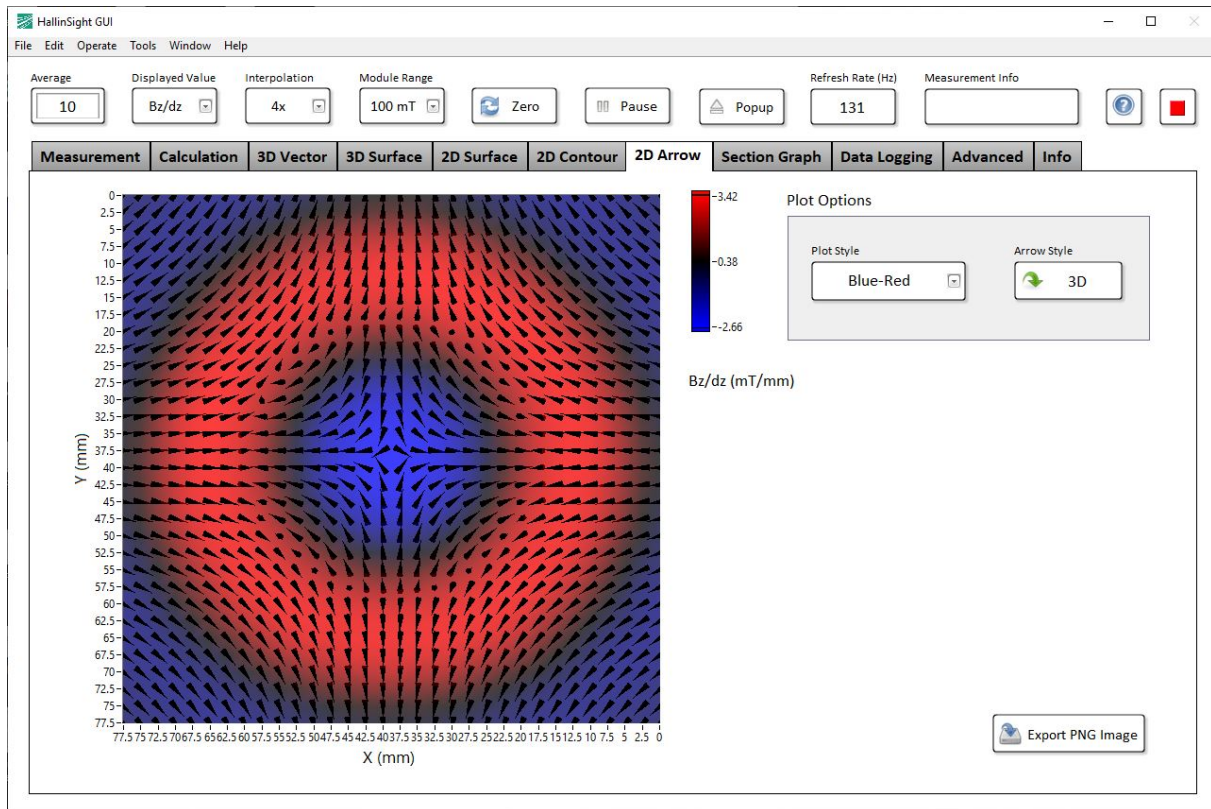 HallinSight GUI
File Edit Operate Tools Window Help
Average Displayed Value Interpolation Module Range Refresh Rate (Hz) Measurement Info
10 Bz/dz 4x 100 mT Zero Pause Popup 131
Measurement Calculation 3D Vector 3D Surface 2D Surface 2D Contour 2D Arrow Section Graph Data Logging Advanced Info
Plot Options
Plot Style Arrow Style
Blue-Red 3D
3.42
0.38
-2.66
Bz/dz (mT/mm)
Y (mm)
0
2.5
5
7.5
10
12.5
15
17.5
20
22.5
25
27.5
30
32.5
35
37.5
40
42.5
45
47.5
50
52.5
55
57.5
60
62.5
65
67.5
70
72.5
75
77.5
77.5 75 72.5 70 67.5 65 62.5 60 57.5 55 52.5 50 47.5 45 42.5 40 37.5 35 32.5 30 27.5 25 22.5 20 17.5 15 12.5 10 7.5 5 2.5 0
X (mm)
Export PNG Image